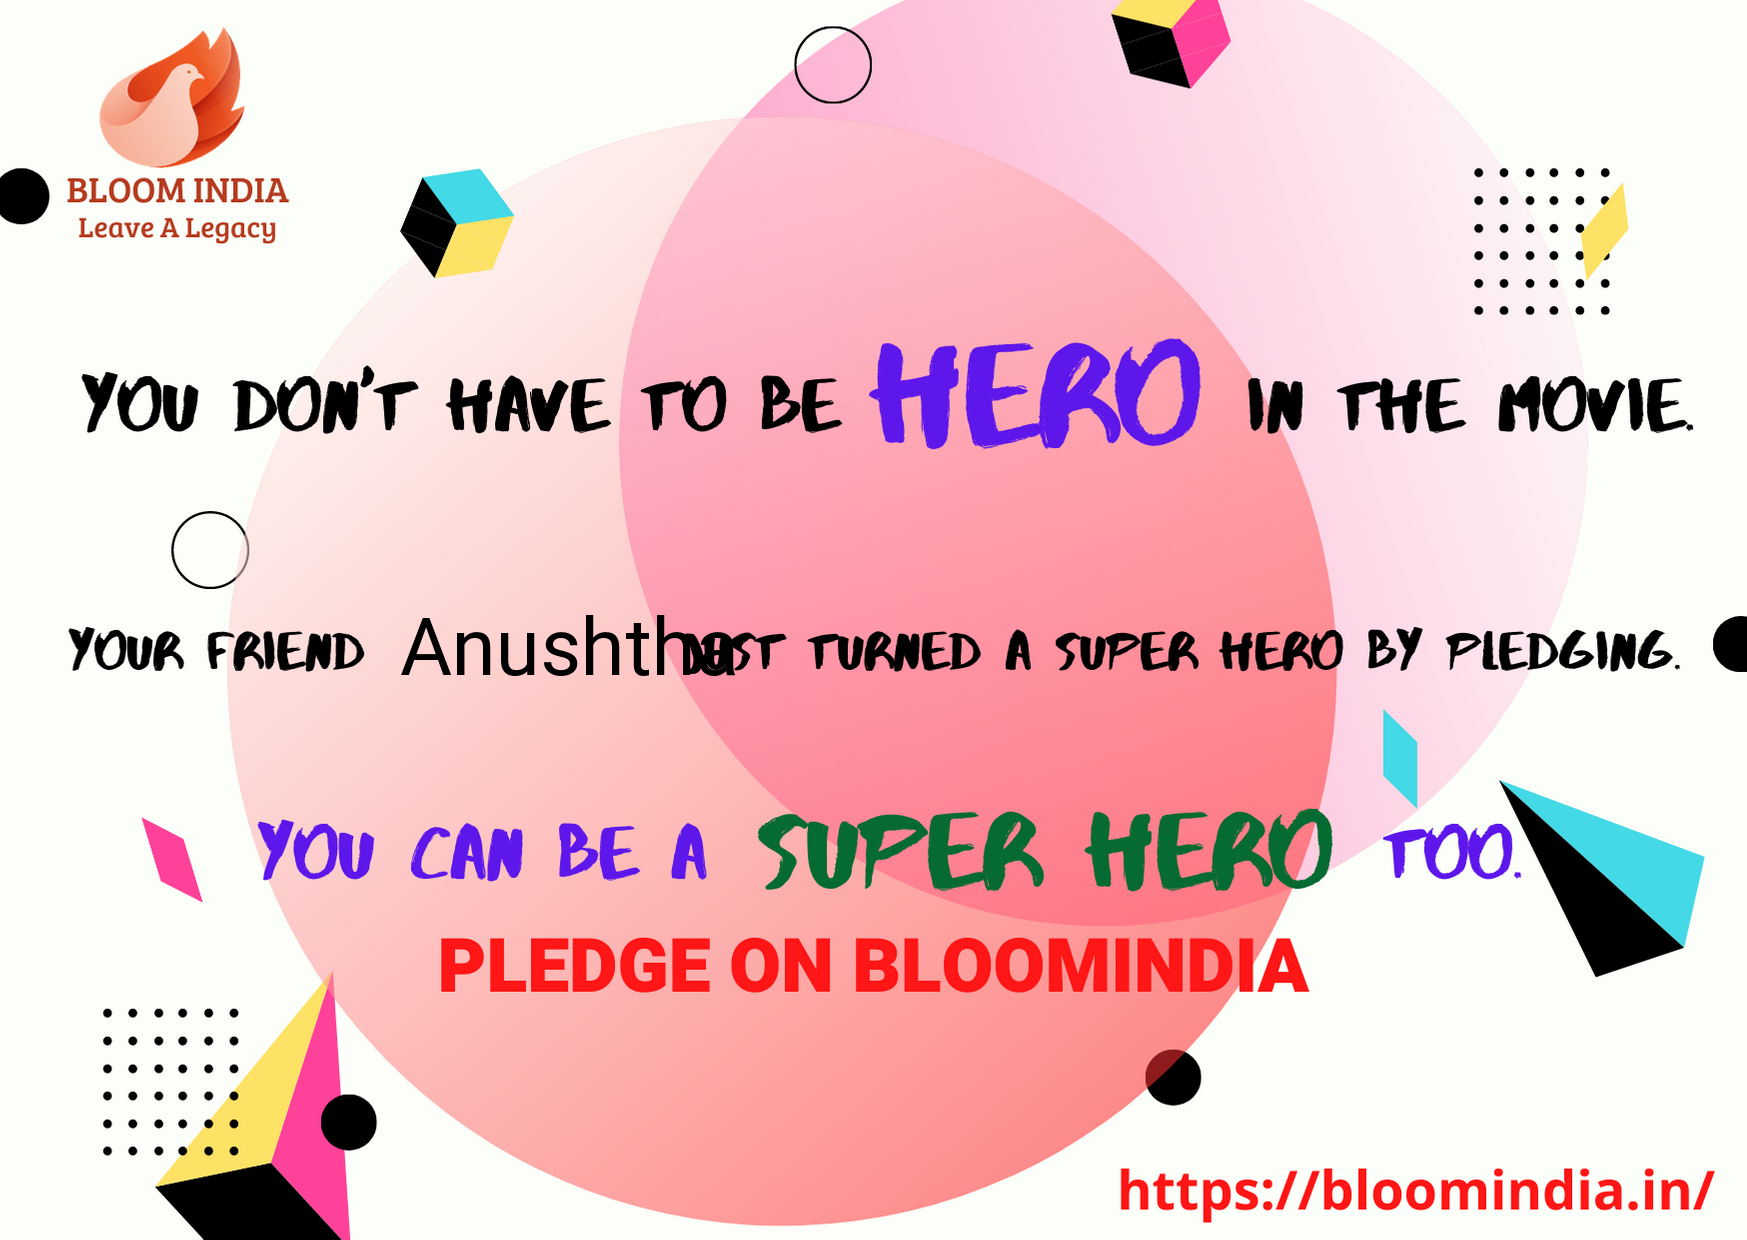 BLOOM INDIA
Leave A Legacy
YOU DON'T HAVE TO BE HERO IN THE MOVIE.
YOUR FRIEND Anushtha JUST TURNED A SUPER HERO BY PLEDGING.
YOU CAN BE A SUPER HERO TOO.
PLEDGE ON BLOOMINDIA
https://bloomindia.in/